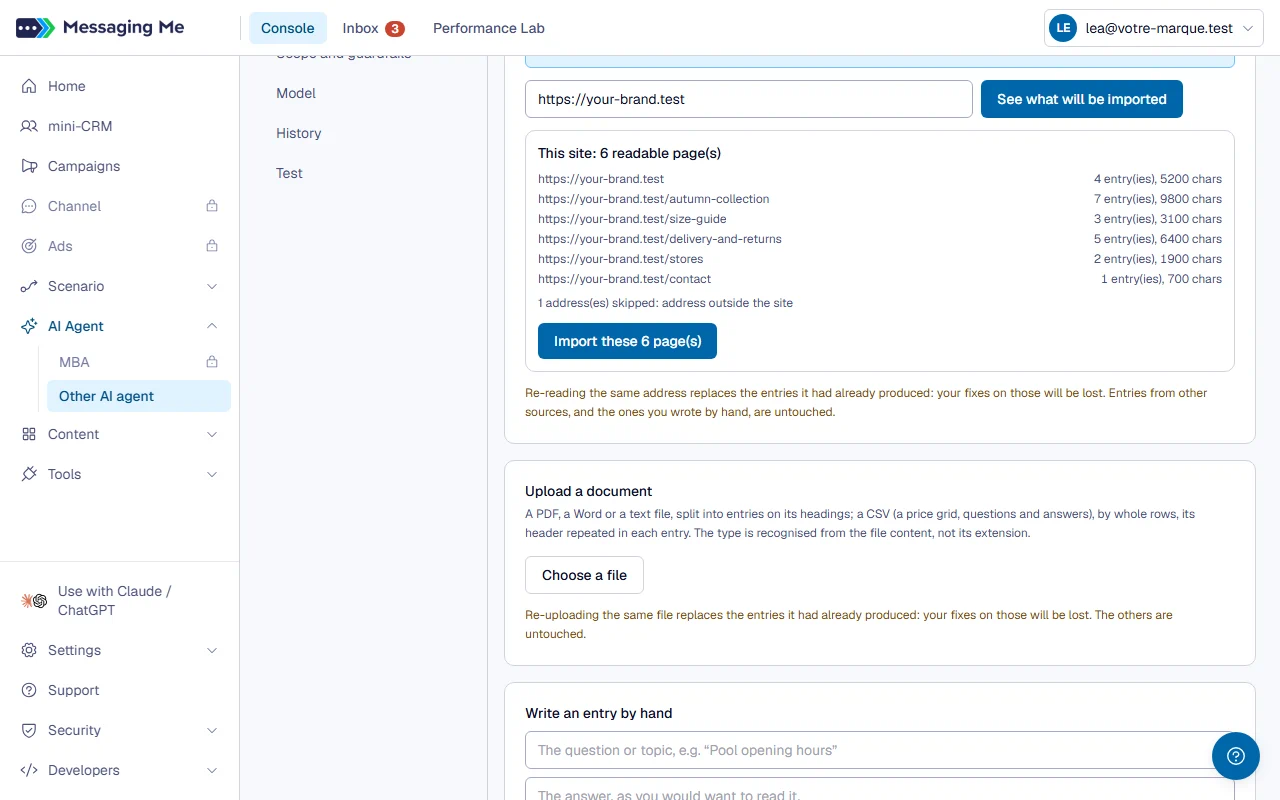 Messaging Me
Console
Inbox 3
Performance Lab
LE lea@votre-marque.test
Home
mini-CRM
Campaigns
Channel
Ads
Scenario
AI Agent
MBA
Other AI agent
Content
Tools
Use with Claude /
ChatGPT
Settings
Support
Security
Developers
Scope and guardrails
Model
History
Test
https://your-brand.test
See what will be imported
This site: 6 readable page(s)
https://your-brand.test 4 entry(ies), 5200 chars
https://your-brand.test/autumn-collection 7 entry(ies), 9800 chars
https://your-brand.test/size-guide 3 entry(ies), 3100 chars
https://your-brand.test/delivery-and-returns 5 entry(ies), 6400 chars
https://your-brand.test/stores 2 entry(ies), 1900 chars
https://your-brand.test/contact 1 entry(ies), 700 chars
1 address(es) skipped: address outside the site
Import these 6 page(s)
Re-reading the same address replaces the entries it had already produced: your fixes on those will be lost. Entries from other
sources, and the ones you wrote by hand, are untouched.
Upload a document
A PDF, a Word or a text file, split into entries on its headings; a CSV (a price grid, questions and answers), by whole rows, its
header repeated in each entry. The type is recognised from the file content, not its extension.
Choose a file
Re-uploading the same file replaces the entries it had already produced: your fixes on those will be lost. The others are
untouched.
Write an entry by hand
The question or topic, e.g. “Pool opening hours”
The answer, as you would want to read it.